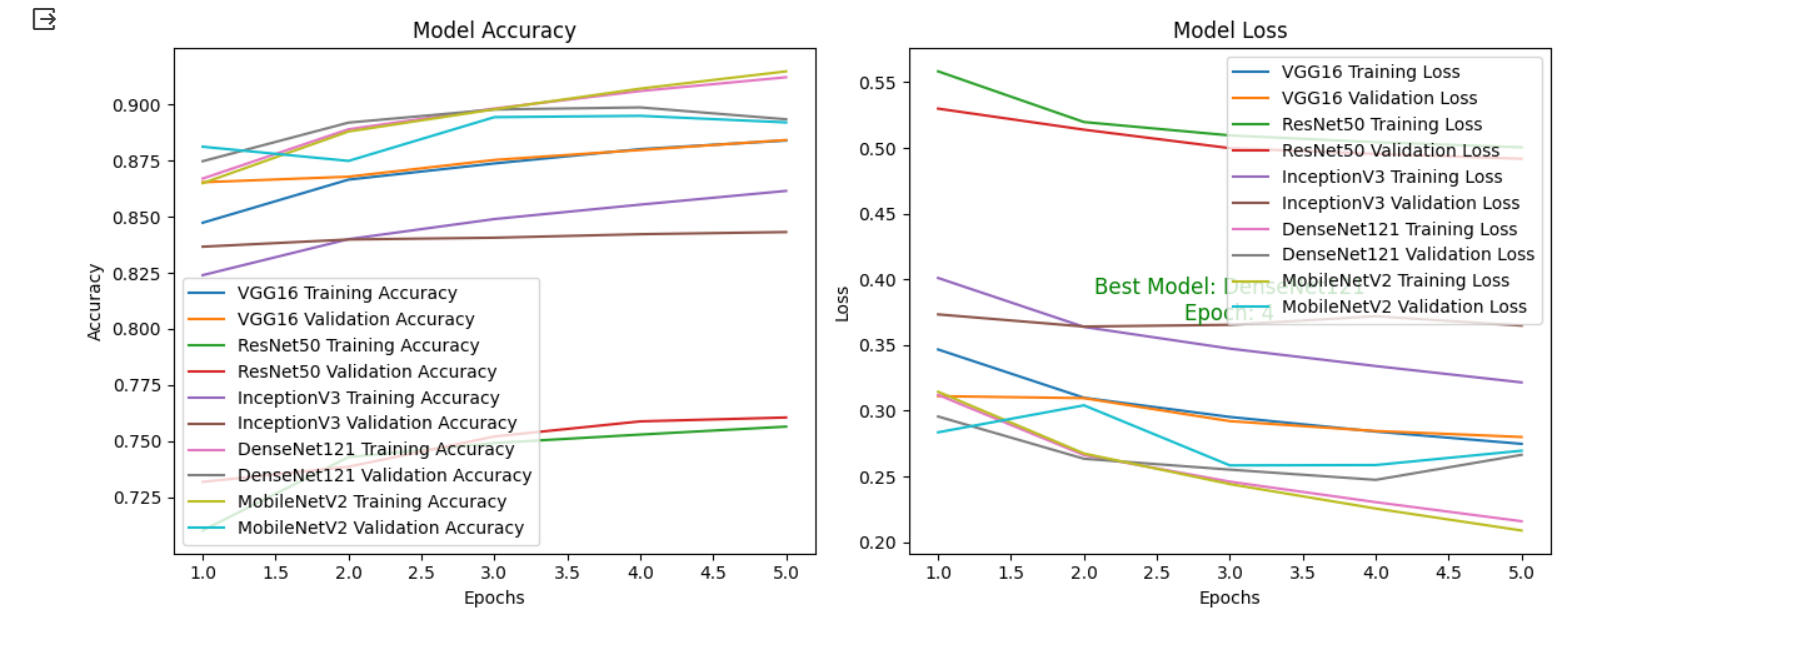 Model Accuracy
0.900
0.875
0.850
0.825
0.800
0.775
0.750
0.725
Accuracy
VGG16 Training Accuracy
VGG16 Validation Accuracy
ResNet50 Training Accuracy
ResNet50 Validation Accuracy
InceptionV3 Training Accuracy
InceptionV3 Validation Accuracy
DenseNet121 Training Accuracy
DenseNet121 Validation Accuracy
MobileNetV2 Training Accuracy
MobileNetV2 Validation Accuracy
1.0 1.5 2.0 2.5 3.0 3.5 4.0 4.5 5.0
Epochs
Model Loss
0.55
0.50
0.45
0.40
0.35
0.30
0.25
0.20
Loss
VGG16 Training Loss
VGG16 Validation Loss
ResNet50 Training Loss
ResNet50 Validation Loss
InceptionV3 Training Loss
InceptionV3 Validation Loss
DenseNet121 Training Loss
DenseNet121 Validation Loss
MobileNetV2 Training Loss
MobileNetV2 Validation Loss
Best Model: DenseNet121
Epoch: 4
1.0 1.5 2.0 2.5 3.0 3.5 4.0 4.5 5.0
Epochs